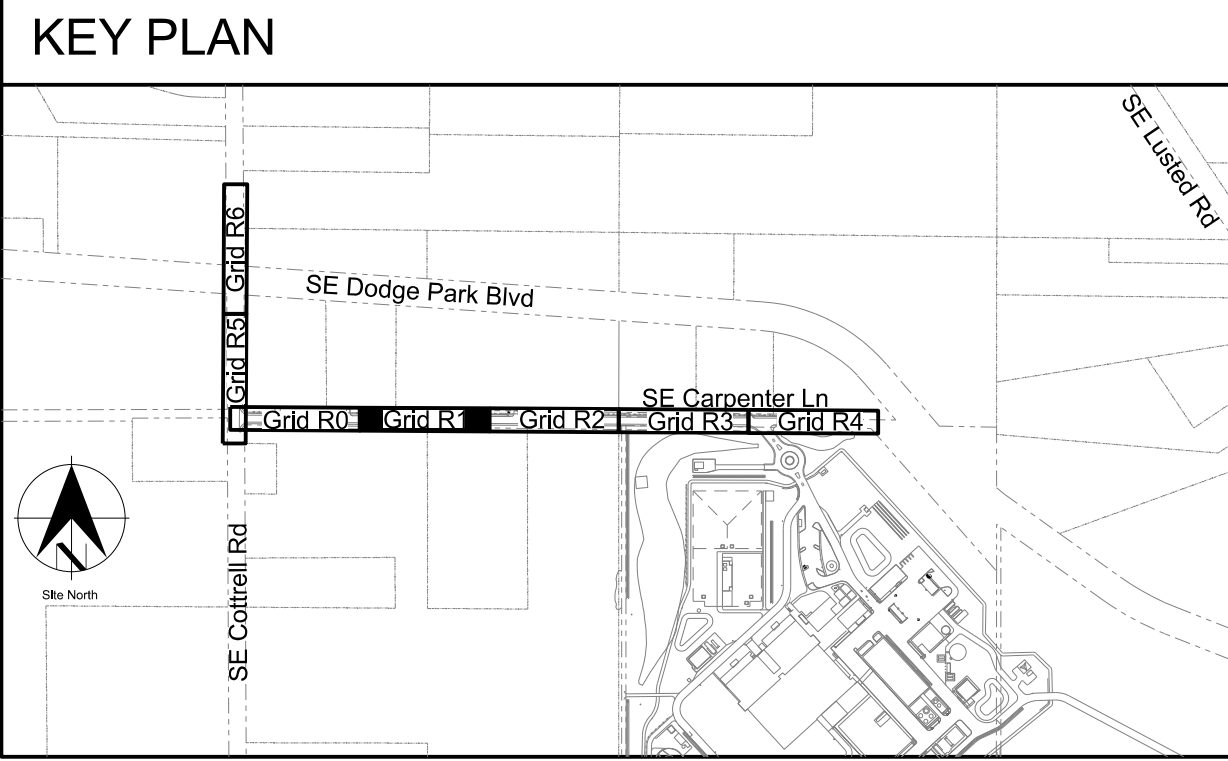 KEY PLAN
SE Lusted Rd
Grid R6
SE Dodge Park Blvd
Grid R5
SE Carpenter Ln
Grid R0
Grid R1
Grid R2
Grid R3
Grid R4
N
Site North
SE Cottrell Rd